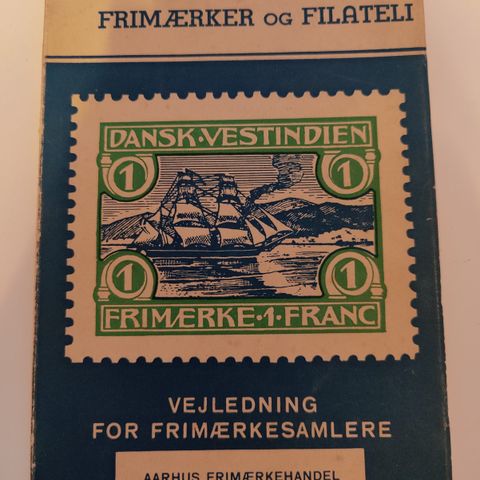 FRIMÆRKER OG FILATELI
DANSK·VESTINDIEN
1 1
1 1
FRIMÆRKE·1·FRANC
VEJLEDNING
FOR FRIMÆRKESAMLERE
AARHUS FRIMÆRKEHANDEL